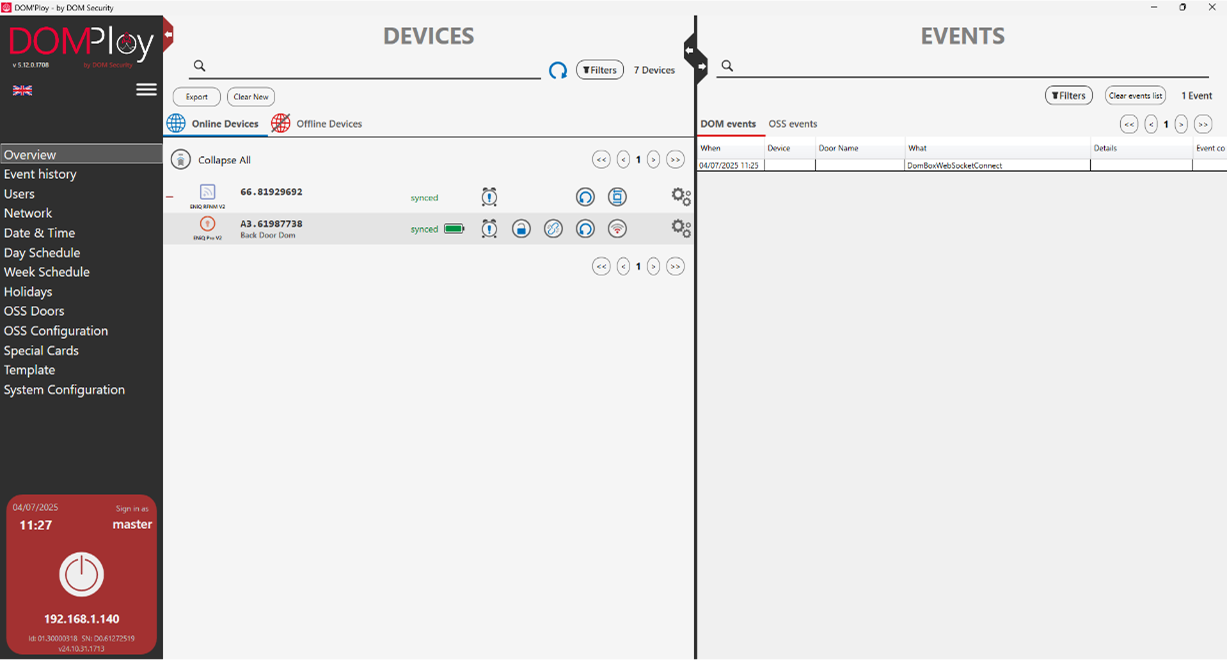 DOM'Ploy - by DOM Security
DOMPloy
v 5.12.0.1708
by DOM Security
Overview
Event history
Users
Network
Date & Time
Day Schedule
Week Schedule
Holidays
OSS Doors
OSS Configuration
Special Cards
Template
System Configuration
04/07/2025 Sign in as
11:27 master
192.168.1.140
Id: 01.30000318 SN: D0.61272519
v24.10.31.1713
DEVICES
Filters 7 Devices
Export Clear New
Online Devices Offline Devices
Collapse All << < 1 > >>
66.81929692 synced
ENIQ RFNM V2
A3.61987738 synced
Back Door Dom
ENIQ Pro V2
<< < 1 > >>
EVENTS
Filters Clear events list 1 Event
DOM events OSS events << < 1 > >>
When Device Door Name What Details Event co
04/07/2025 11:25 DomBoxWebSocketConnect